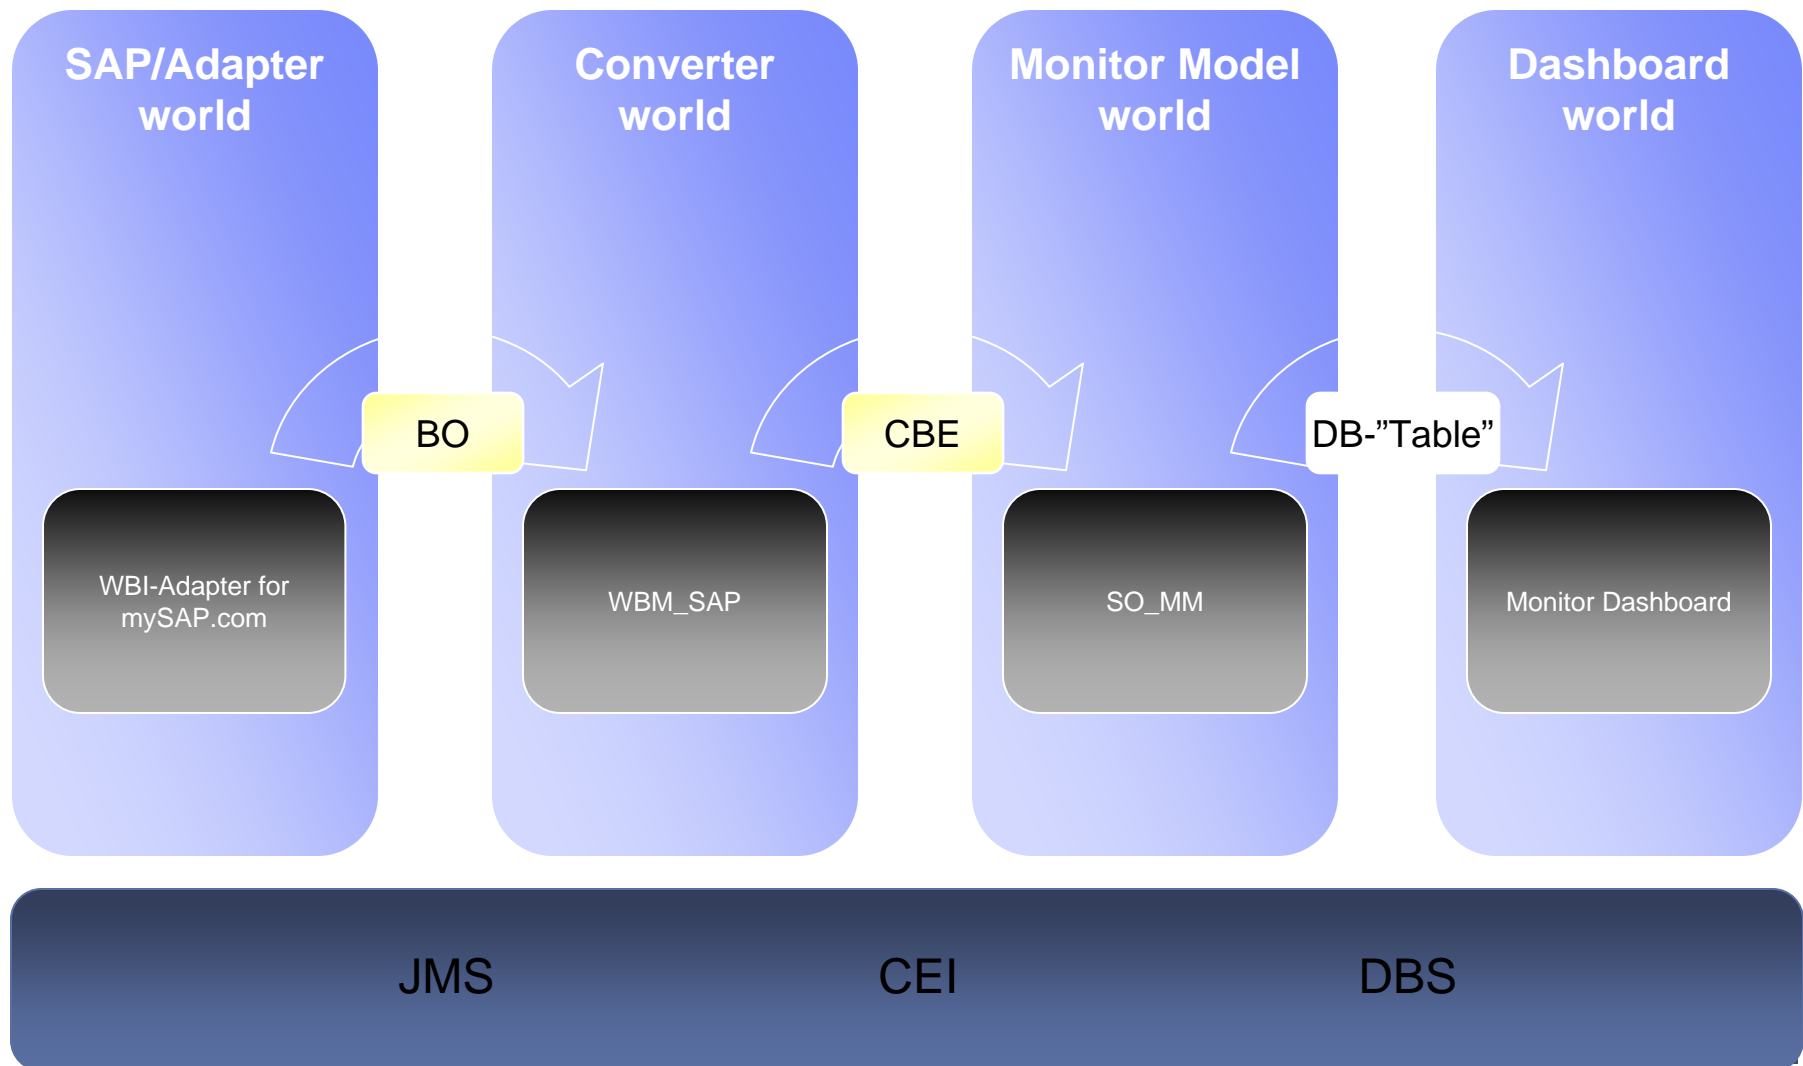 SAP/Adapter
world
Converter
world
Monitor Model
world
Dashboard
world
BO
CBE
DB-”Table”
WBI-Adapter for
mySAP.com
WBM_SAP
SO_MM
Monitor Dashboard
JMS
CEI
DBS